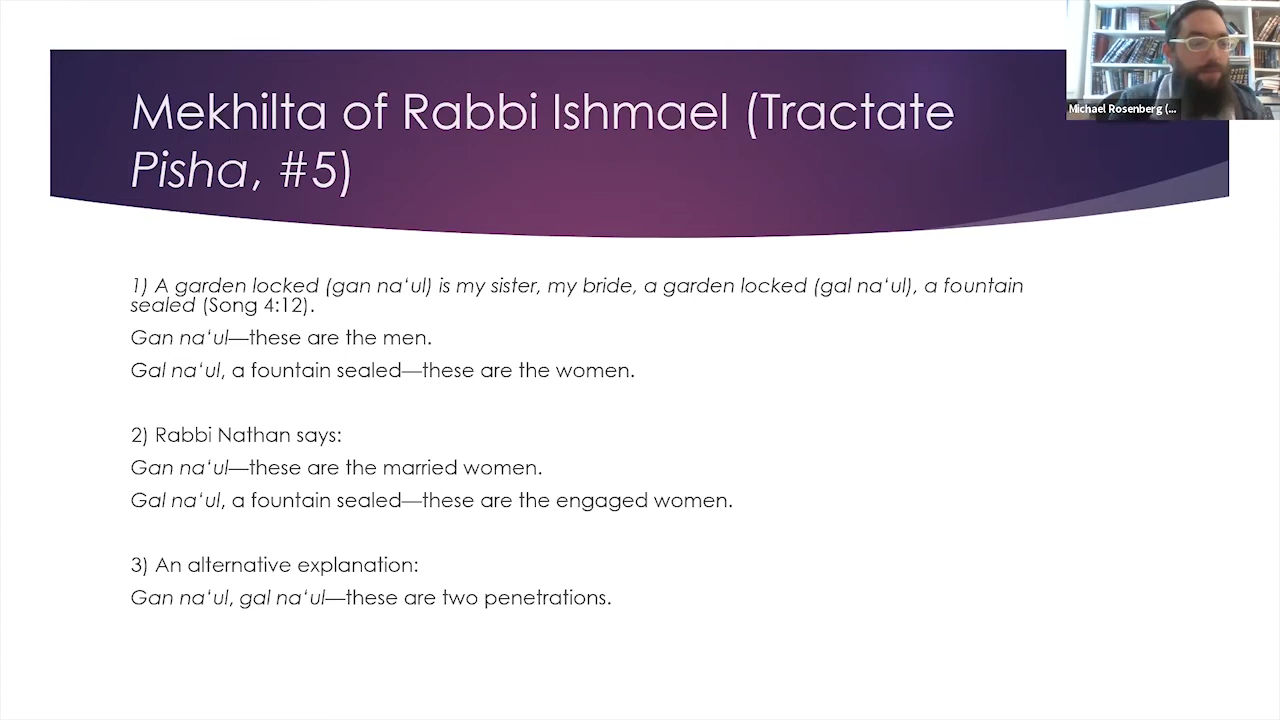 Mekhilta of Rabbi Ishmael (Tractate
Pisha, #5)
Michael Rosenberg (...
1) A garden locked (gan na‘ul) is my sister, my bride, a garden locked (gal na‘ul), a fountain
sealed (Song 4:12).
Gan na‘ul—these are the men.
Gal na‘ul, a fountain sealed—these are the women.
2) Rabbi Nathan says:
Gan na‘ul—these are the married women.
Gal na‘ul, a fountain sealed—these are the engaged women.
3) An alternative explanation:
Gan na‘ul, gal na‘ul—these are two penetrations.